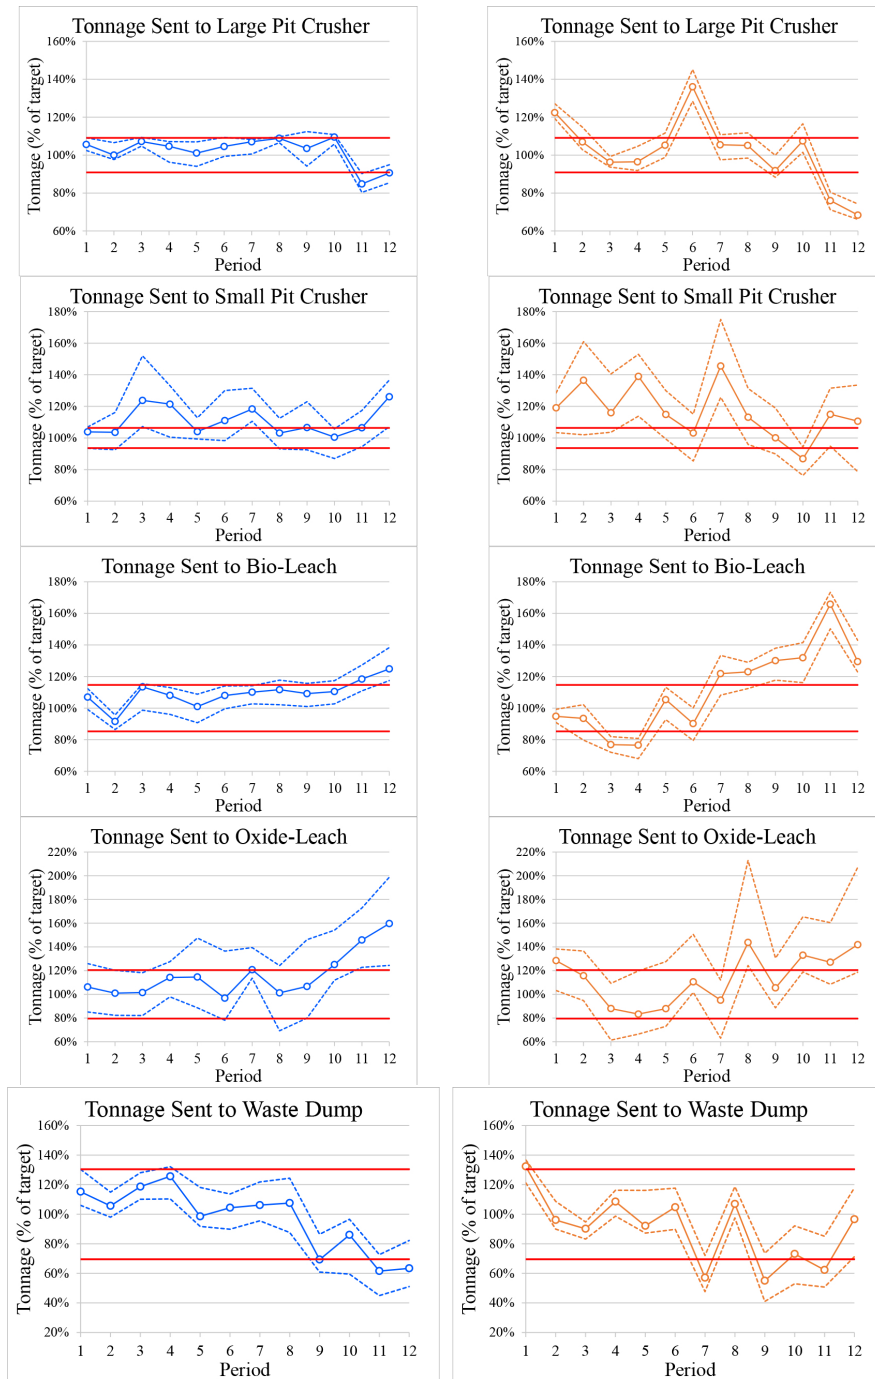 Tonnage Sent to Large Pit Crusher
Tonnage (% of target)
160%
140%
120%
100%
80%
60%
1 2 3 4 5 6 7 8 9 10 11 12
Period
Tonnage Sent to Large Pit Crusher
Tonnage (% of target)
160%
140%
120%
100%
80%
60%
1 2 3 4 5 6 7 8 9 10 11 12
Period
Tonnage Sent to Small Pit Crusher
Tonnage (% of target)
180%
160%
140%
120%
100%
80%
60%
1 2 3 4 5 6 7 8 9 10 11 12
Period
Tonnage Sent to Small Pit Crusher
Tonnage (% of target)
180%
160%
140%
120%
100%
80%
60%
1 2 3 4 5 6 7 8 9 10 11 12
Period
Tonnage Sent to Bio-Leach
Tonnage (% of target)
180%
160%
140%
120%
100%
80%
60%
1 2 3 4 5 6 7 8 9 10 11 12
Period
Tonnage Sent to Bio-Leach
Tonnage (% of target)
180%
160%
140%
120%
100%
80%
60%
1 2 3 4 5 6 7 8 9 10 11 12
Period
Tonnage Sent to Oxide-Leach
Tonnage (% of target)
220%
200%
180%
160%
140%
120%
100%
80%
60%
1 2 3 4 5 6 7 8 9 10 11 12
Period
Tonnage Sent to Oxide-Leach
Tonnage (% of target)
220%
200%
180%
160%
140%
120%
100%
80%
60%
1 2 3 4 5 6 7 8 9 10 11 12
Period
Tonnage Sent to Waste Dump
Tonnage (% of target)
160%
140%
120%
100%
80%
60%
40%
20%
1 2 3 4 5 6 7 8 9 10 11 12
Period
Tonnage Sent to Waste Dump
Tonnage (% of target)
160%
140%
120%
100%
80%
60%
40%
20%
1 2 3 4 5 6 7 8 9 10 11 12
Period